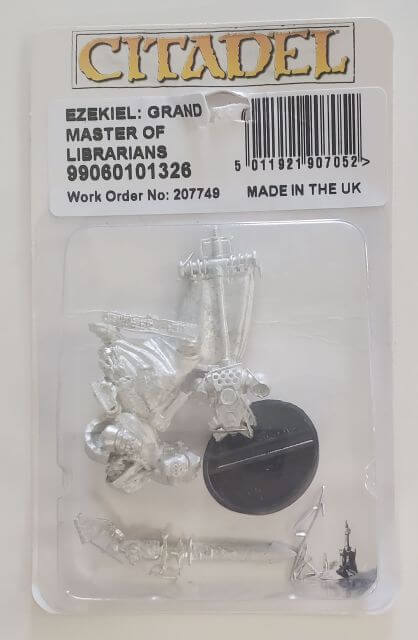 CITADEL
EZEKIEL: GRAND
MASTER OF
LIBRARIANS
99060101326
Work Order No: 207749
5 011921 907052 >
MADE IN THE UK